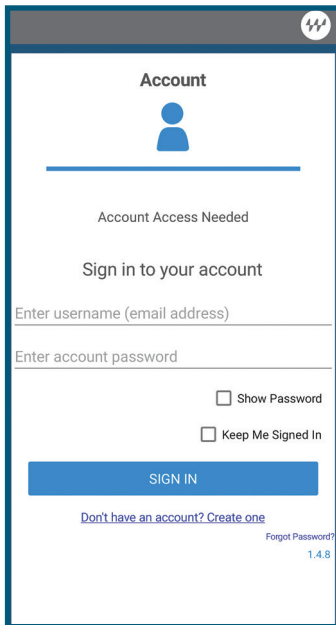 Account
Account Access Needed
Sign in to your account
Enter username (email address)
Enter account password
Show Password
Keep Me Signed In
SIGN IN
Don't have an account? Create one
Forgot Password?
1.4.8